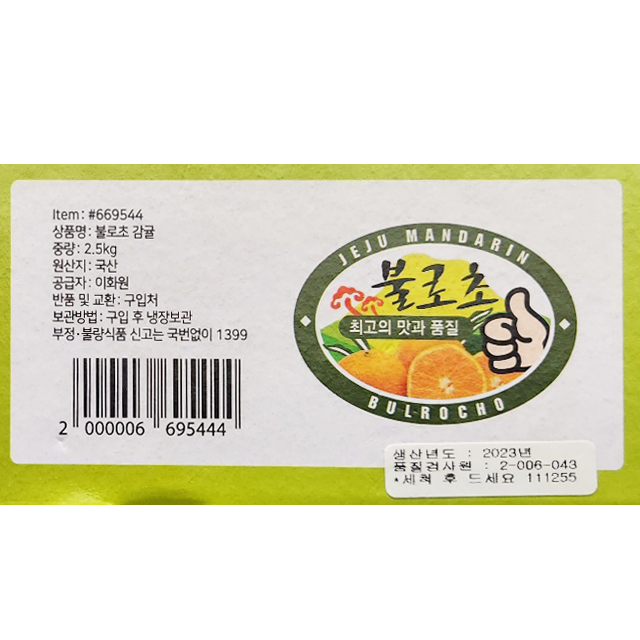 Item: #669544
상품명: 불로초 감귤
중량: 2.5kg
원산지: 국산
공급자: 이화원
반품 및 교환: 구입처
보관방법: 구입 후 냉장보관
부정·불량식품 신고는 국번없이 1399
2 000006 695444
JEJU MANDARIN
불로초
최고의 맛과 품질
BULROCHO
생산년도 : 2023년
품질검사원 : 2-006-043
*세척 후 드세요 111255